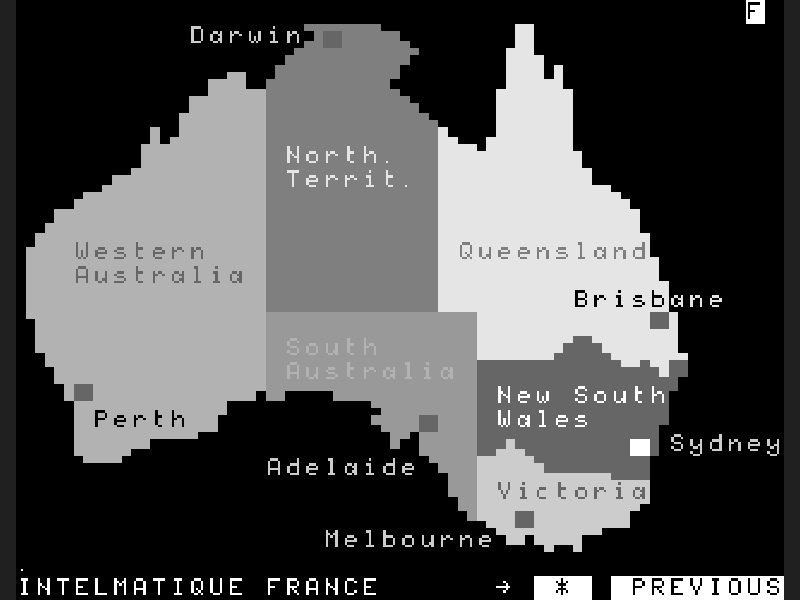 F
Darwin
North.
Territ.
Western
Australia
Queensland
Brisbane
South
Australia
New South
Wales
Perth
Sydney
Adelaide
Victoria
Melbourne
INTELMATIQUE FRANCE → * PREVIOUS